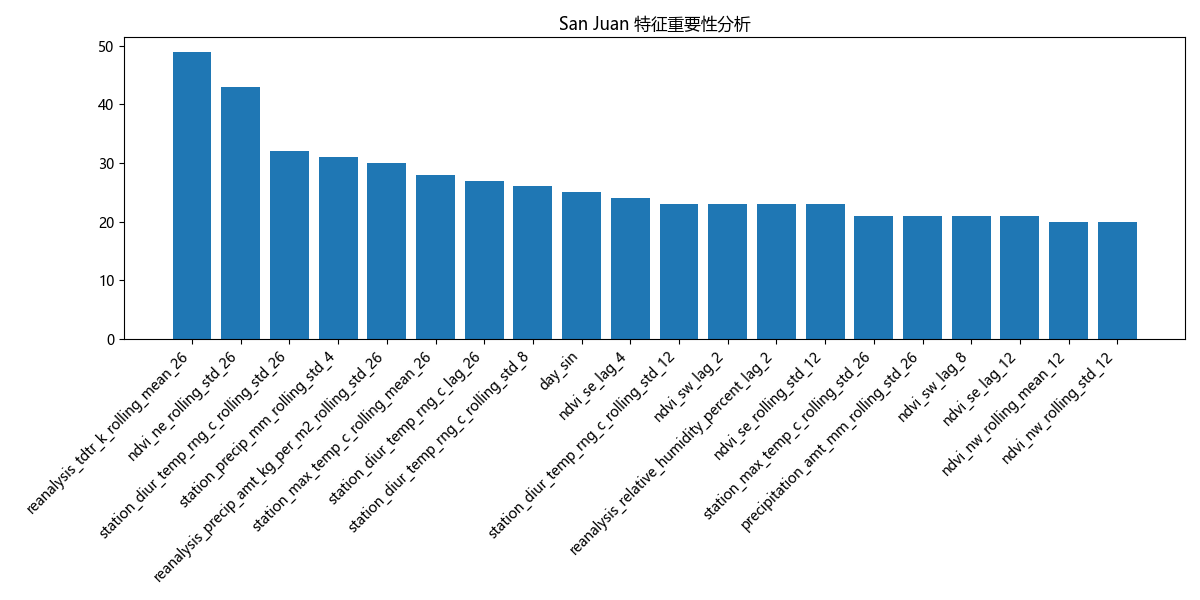 San Juan 特征重要性分析
50
40
30
20
10
0
reanalysis_tdtr_k_rolling_mean_26
ndvi_ne_rolling_std_26
station_diur_temp_rng_c_rolling_std_26
station_precip_mm_rolling_std_4
reanalysis_precip_amt_kg_per_m2_rolling_std_26
station_max_temp_c_rolling_mean_26
station_diur_temp_rng_c_lag_26
station_diur_temp_rng_c_rolling_std_8
day_sin
ndvi_se_lag_4
station_diur_temp_rng_c_rolling_std_12
ndvi_sw_lag_2
reanalysis_relative_humidity_percent_lag_2
ndvi_se_rolling_std_12
station_max_temp_c_rolling_std_26
precipitation_amt_mm_rolling_std_26
ndvi_sw_lag_8
ndvi_se_lag_12
ndvi_nw_rolling_mean_12
ndvi_nw_rolling_std_12